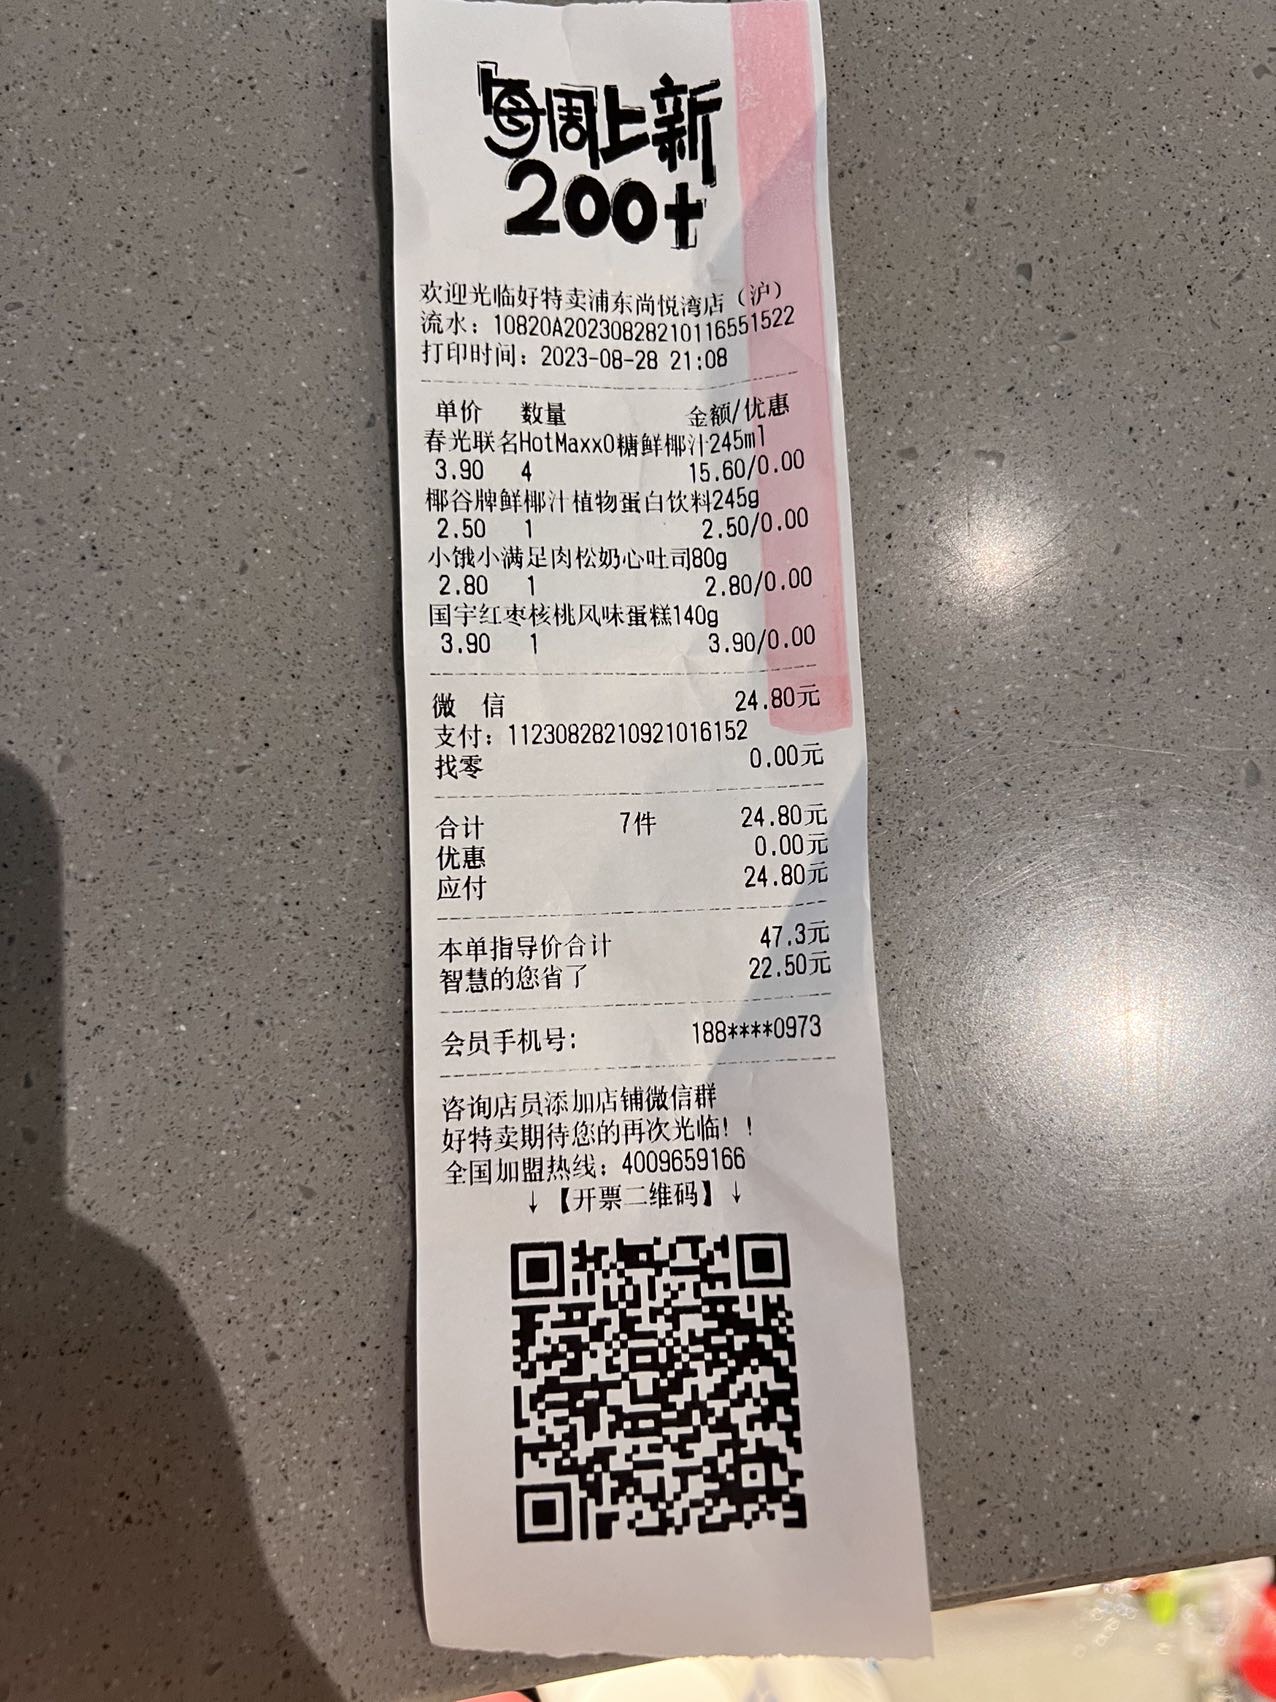 每周上新
200+
欢迎光临好特卖浦东尚悦湾店（沪）
流水：10820A20230828210116551522
打印时间：2023-08-28 21:08
单价 数量 金额/优惠
春光联名HotMaxx0糖鲜椰汁245ml
3.90 4 15.60/0.00
椰谷牌鲜椰汁植物蛋白饮料245g
2.50 1 2.50/0.00
小饿小满足肉松奶心吐司80g
2.80 1 2.80/0.00
国宇红枣核桃风味蛋糕140g
3.90 1 3.90/0.00
微 信 24.80元
支付：11230828210921016152
找零 0.00元
合计 7件 24.80元
优惠 0.00元
应付 24.80元
本单指导价合计 47.3元
智慧的您省了 22.50元
会员手机号： 188****0973
咨询店员添加店铺微信群
好特卖期待您的再次光临！！
全国加盟热线：4009659166
↓【开票二维码】↓